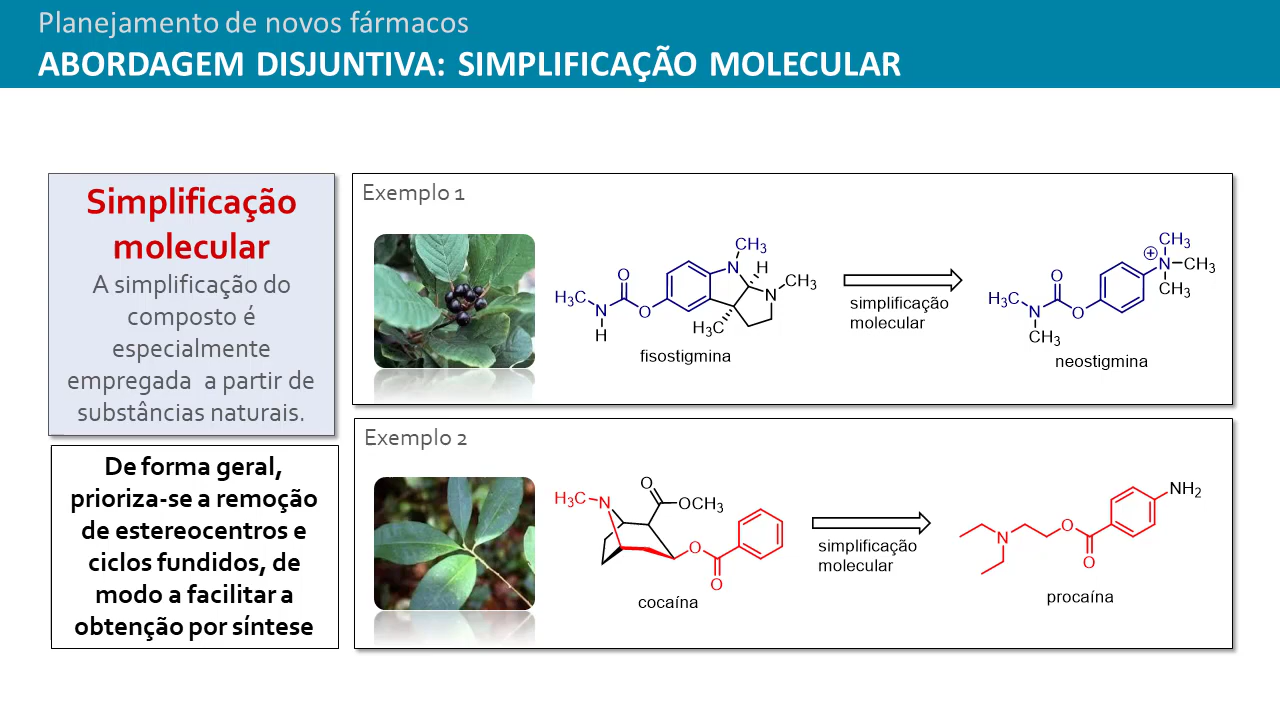 Planejamento de novos fármacos
ABORDAGEM DISJUNTIVA: SIMPLIFICAÇÃO MOLECULAR
Simplificação
molecular
A simplificação do
composto é
especialmente
empregada a partir de
substâncias naturais.
De forma geral,
prioriza-se a remoção
de estereocentros e
ciclos fundidos, de
modo a facilitar a
obtenção por síntese
Exemplo 1
H₃C
N
H
O
O
N
CH₃
H
N
CH₃
H₃C
fisostigmina
simplificação
molecular
H₃C
N
CH₃
O
O
⊕
N
CH₃
CH₃
CH₃
neostigmina
Exemplo 2
H₃C
N
O
OCH₃
O
O
cocaína
simplificação
molecular
N
O
O
NH₂
procaína